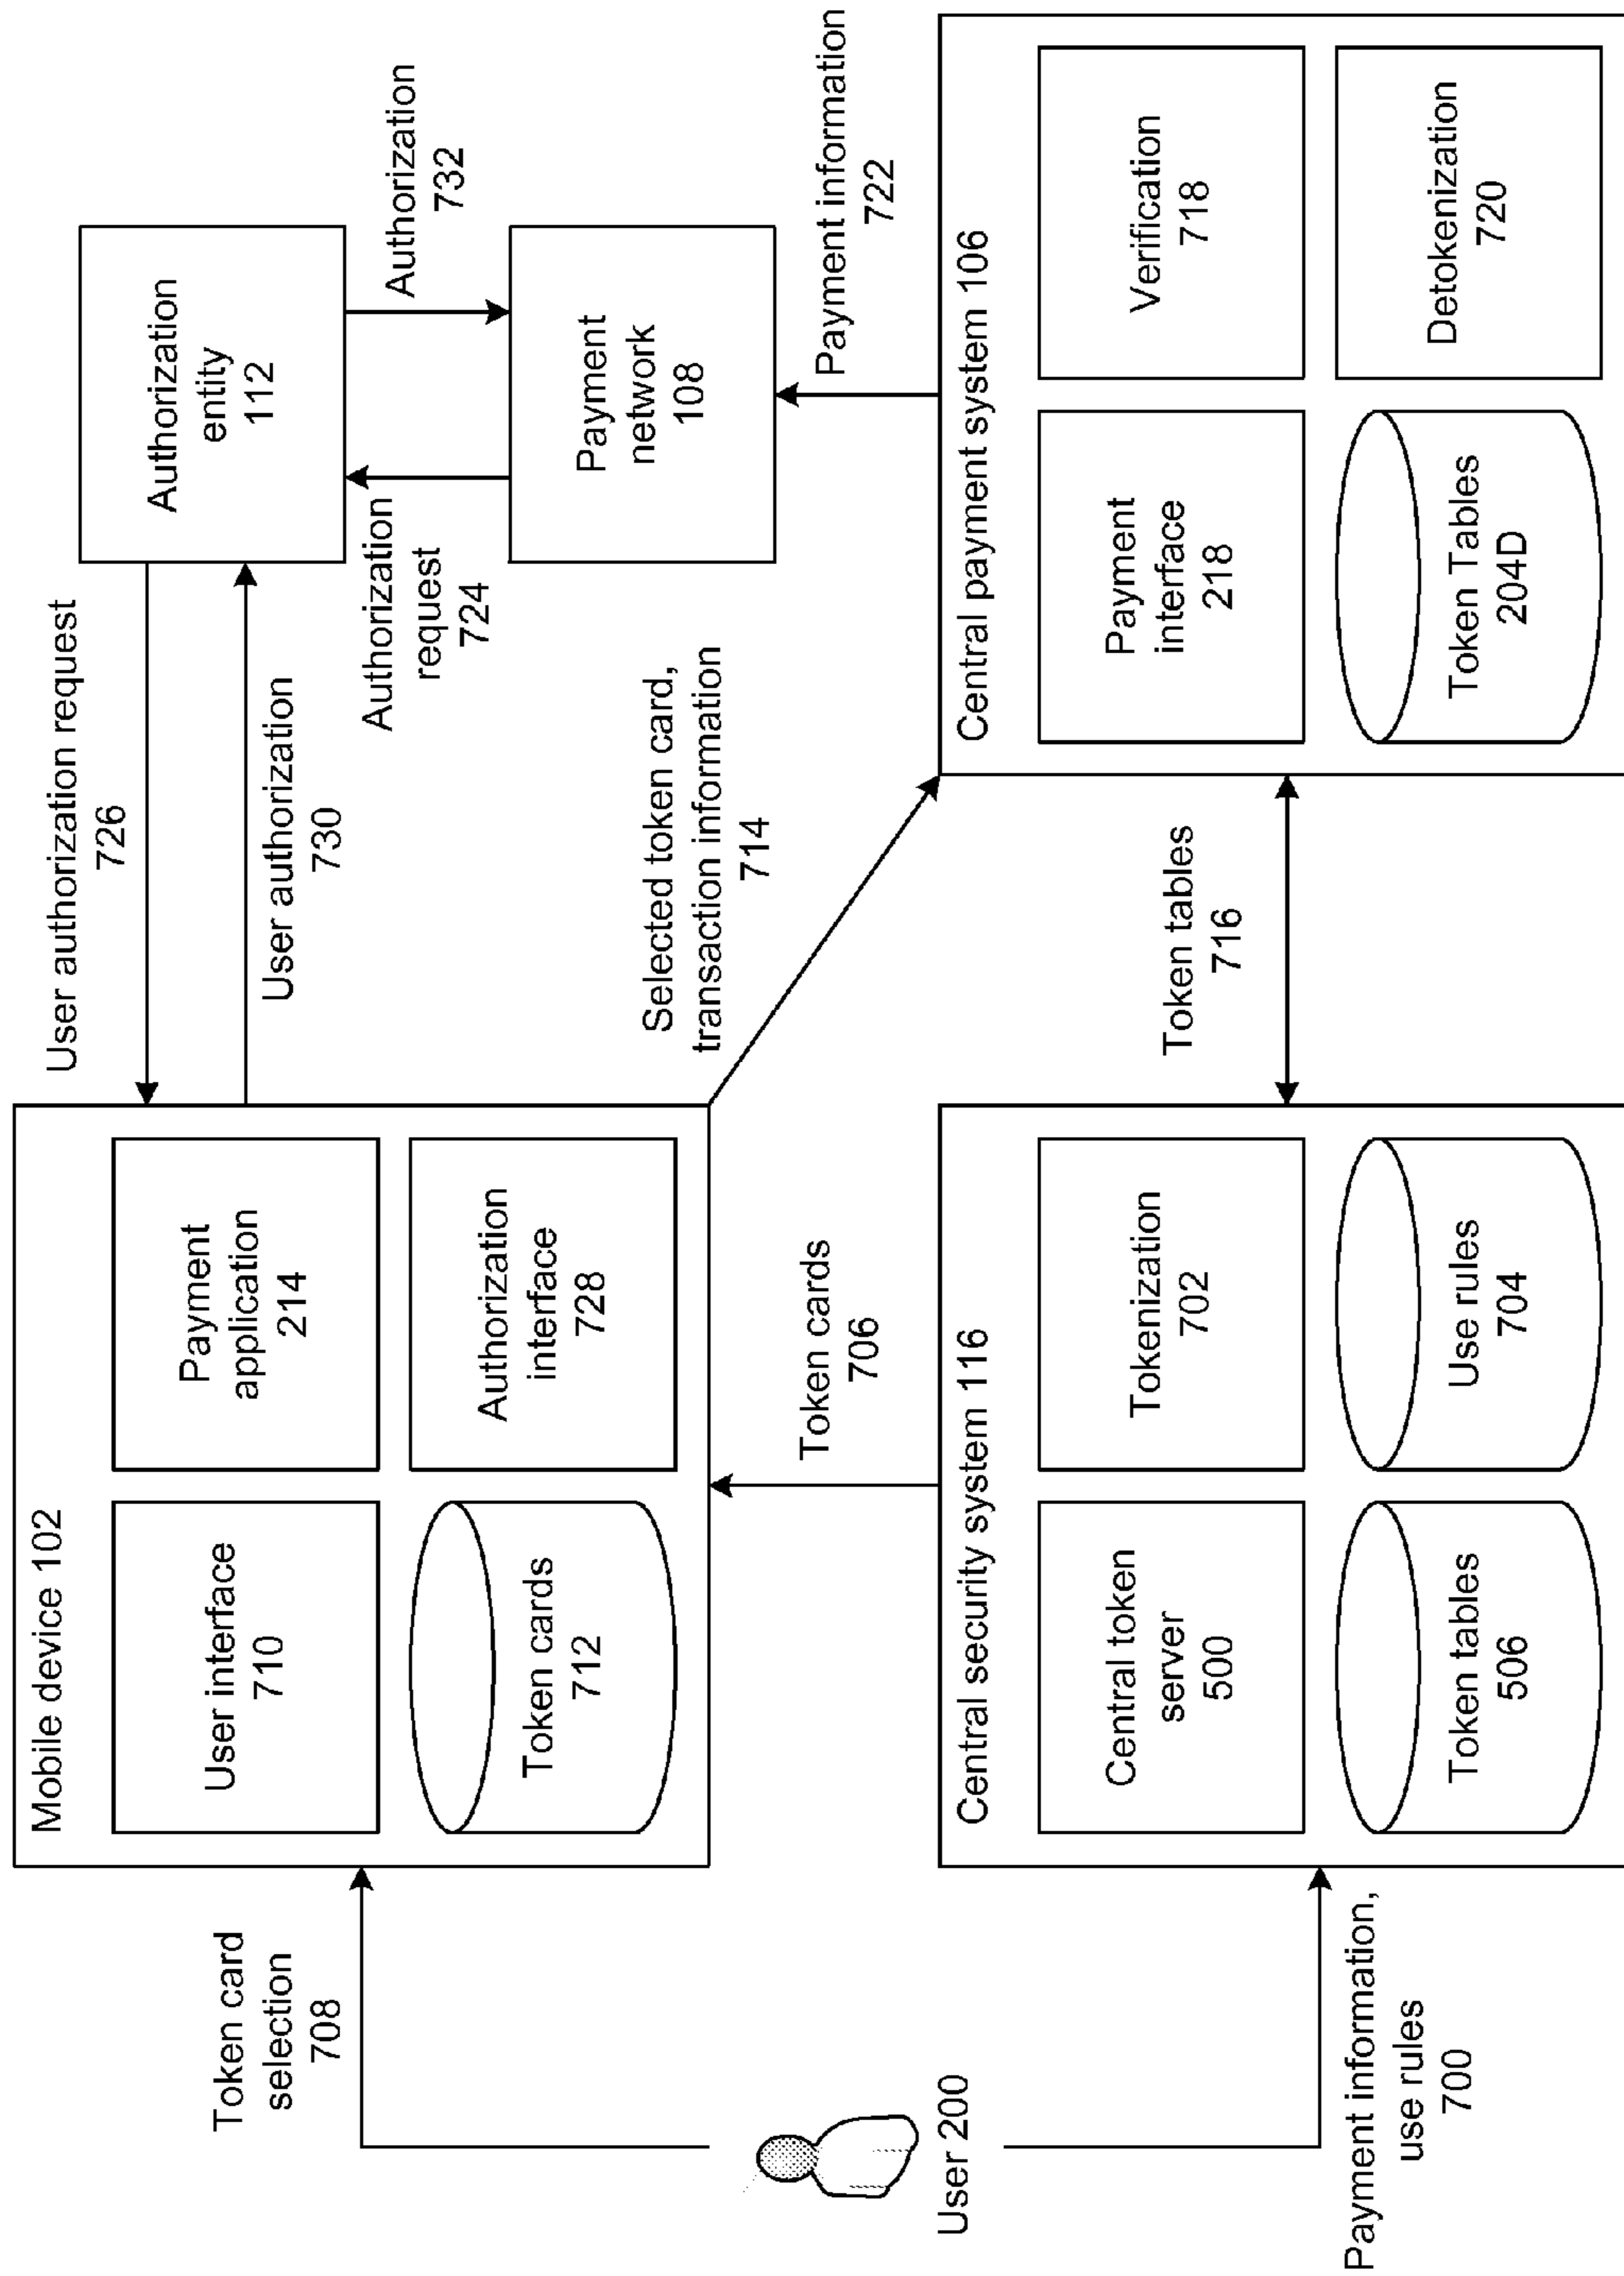 Token card
selection
708
User 200
Payment information,
use rules
700
Mobile device 102
User interface
710
Payment
application
214
Token cards
712
Authorization
interface
728
Token cards
706
Central security system 116
Central token
server
500
Tokenization
702
Token tables
506
Use rules
704
User authorization request
726
User authorization
730
Selected token card,
transaction information
714
Token tables
716
Authorization
entity
112
Authorization
request
724
Authorization
732
Payment
network
108
Payment information
722
Central payment system 106
Payment
interface
218
Verification
718
Token Tables
204D
Detokenization
720